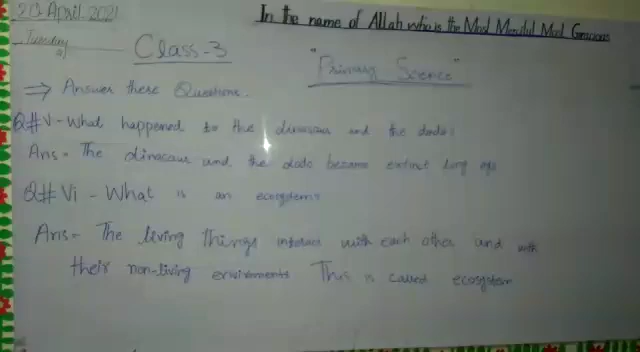 20 April 2021
In the name of Allah who is the Most Merciful Most Gracious
Tuesday
Class-3
"Primary Science"
⇒ Answer these Questions.
Q#V-What happened to the dinasaur and the dodo?
Ans= The dinasaur and the dodo became extinct long ago
Q# Vi - What is an ecosystem?
Ans= The living things interact with each other and with
their non-living enviroments This is called ecosystem